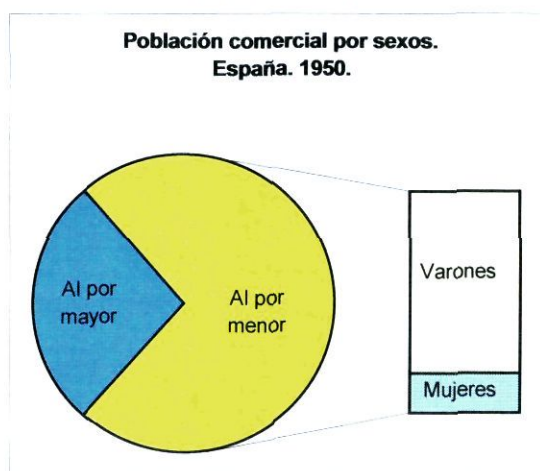 Población comercial por sexos.
España. 1950.
Al por
mayor
Al por
menor
Varones
Mujeres